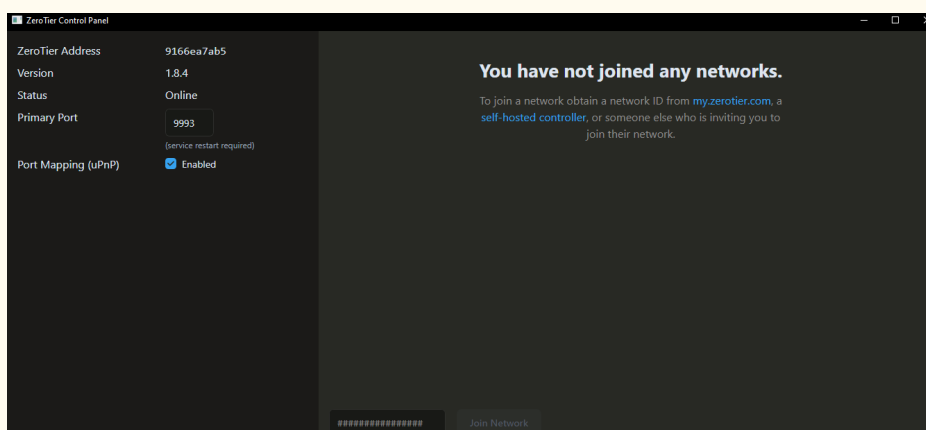 ZeroTier Control Panel
ZeroTier Address 9166ea7ab5
Version 1.8.4
Status Online
Primary Port 9993
(service restart required)
Port Mapping (uPnP) Enabled
You have not joined any networks.
To join a network obtain a network ID from my.zerotier.com, a
self-hosted controller, or someone else who is inviting you to
join their network.
################ Join Network